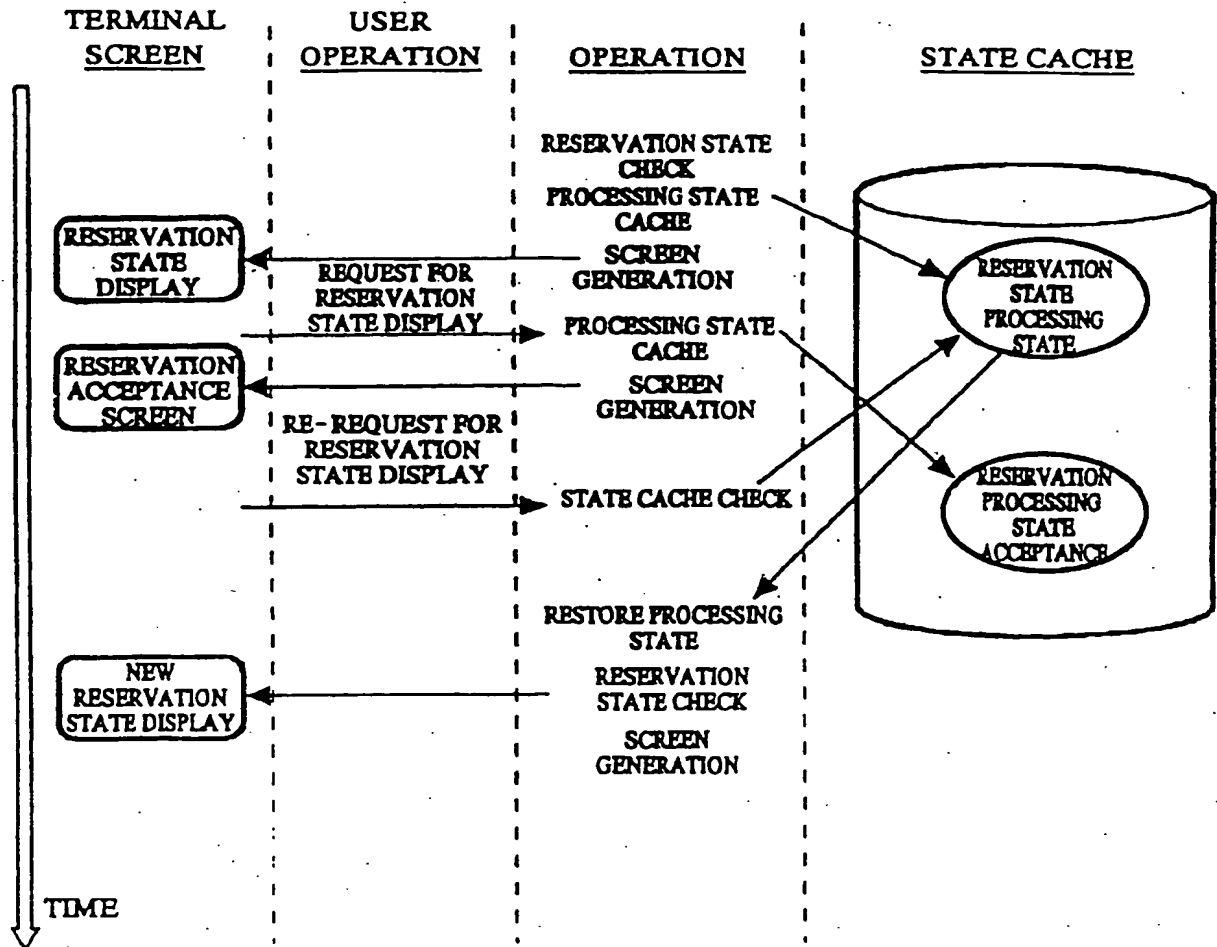 TERMINAL
SCREEN
USER
OPERATION
OPERATION
STATE CACHE
RESERVATION STATE
CHECK
PROCESSING STATE
CACHE
SCREEN
GENERATION
RESERVATION
STATE
DISPLAY
REQUEST FOR
RESERVATION
STATE DISPLAY
RESERVATION
STATE
PROCESSING
STATE
PROCESSING STATE
CACHE
SCREEN
GENERATION
RESERVATION
ACCEPTANCE
SCREEN
RE-REQUEST FOR
RESERVATION
STATE DISPLAY
STATE CACHE CHECK
RESERVATION
PROCESSING
STATE
ACCEPTANCE
RESTORE PROCESSING
STATE
RESERVATION
STATE CHECK
SCREEN
GENERATION
NEW
RESERVATION
STATE DISPLAY
TIME